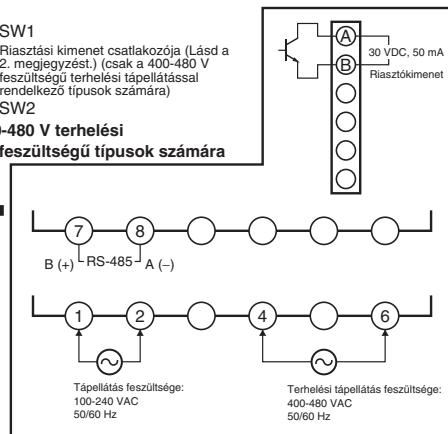 SW1
Riasztási kimenet csatlakozója (Lásd a
2. megjegyzést.) (csak a 400-480 V
feszültségű terhelési tápellátással
rendelkező típusok számára)
SW2
-480 V terhelési
feszültségű típusok számára
A
B
30 VDC, 50 mA
Riasztókimenet
7
8
B (+)
RS-485
A (−)
1
2
4
6
Tápellátás feszültsége:
100-240 VAC
50/60 Hz
Terhelési tápellátás feszültsége:
400-480 VAC
50/60 Hz